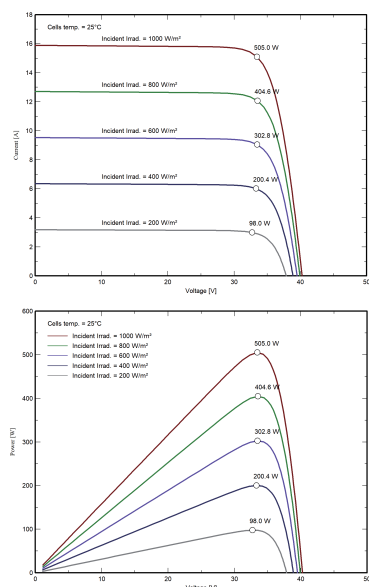 18
16
14
12
10
8
6
4
2
0
Current [A]
Cells temp. = 25°C
Incident Irrad. = 1000 W/m²
505.0 W
Incident Irrad. = 800 W/m²
404.6 W
Incident Irrad. = 600 W/m²
302.8 W
Incident Irrad. = 400 W/m²
200.4 W
Incident Irrad. = 200 W/m²
98.0 W
0 10 20 30 40 50
Voltage [V]
600
500
400
300
200
100
0
Power [W]
Cells temp. = 25°C
Incident Irrad. = 1000 W/m²
Incident Irrad. = 800 W/m²
Incident Irrad. = 600 W/m²
Incident Irrad. = 400 W/m²
Incident Irrad. = 200 W/m²
505.0 W
404.6 W
302.8 W
200.4 W
98.0 W
0 10 20 30 40 50